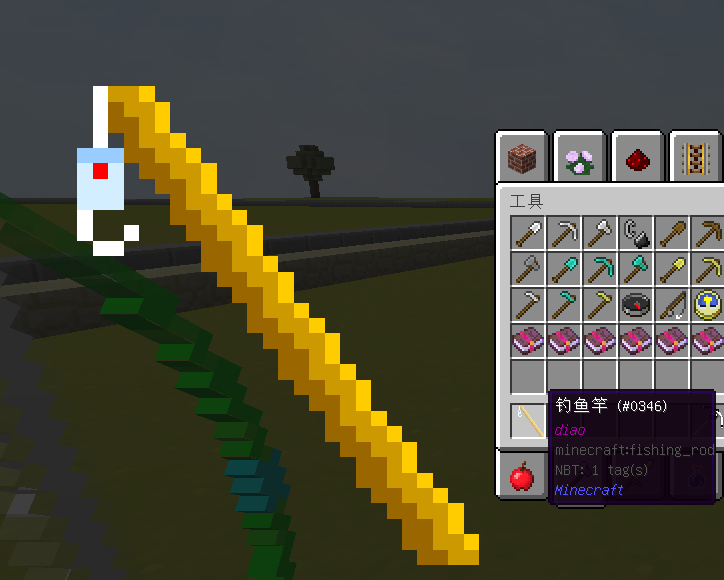 工具
钓鱼竿 (#0346)
diao
minecraft:fishing_rod
NBT: 1 tag(s)
Minecraft